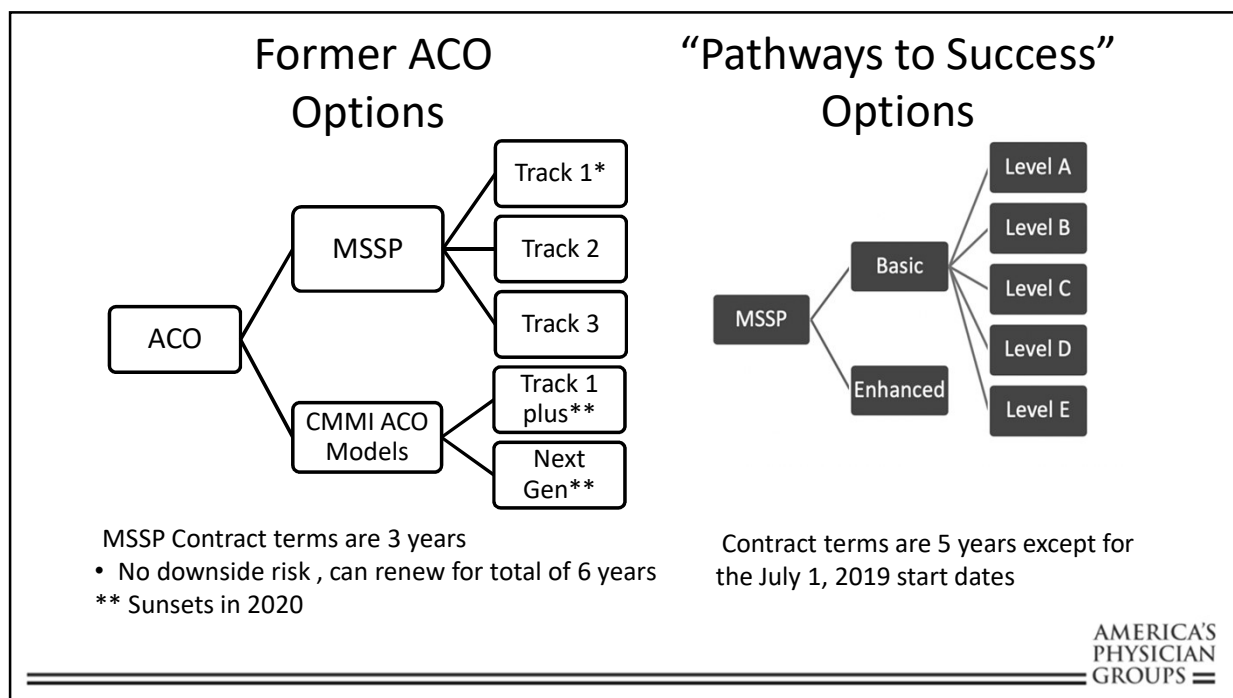 Former ACO
Options
Track 1*
MSSP
Track 2
Track 3
ACO
Track 1
plus**
CMMI ACO
Models
Next
Gen**
MSSP Contract terms are 3 years
• No downside risk , can renew for total of 6 years
** Sunsets in 2020
“Pathways to Success”
Options
Level A
Level B
Basic
Level C
MSSP
Level D
Enhanced
Level E
Contract terms are 5 years except for
the July 1, 2019 start dates
AMERICA'S
PHYSICIAN
GROUPS